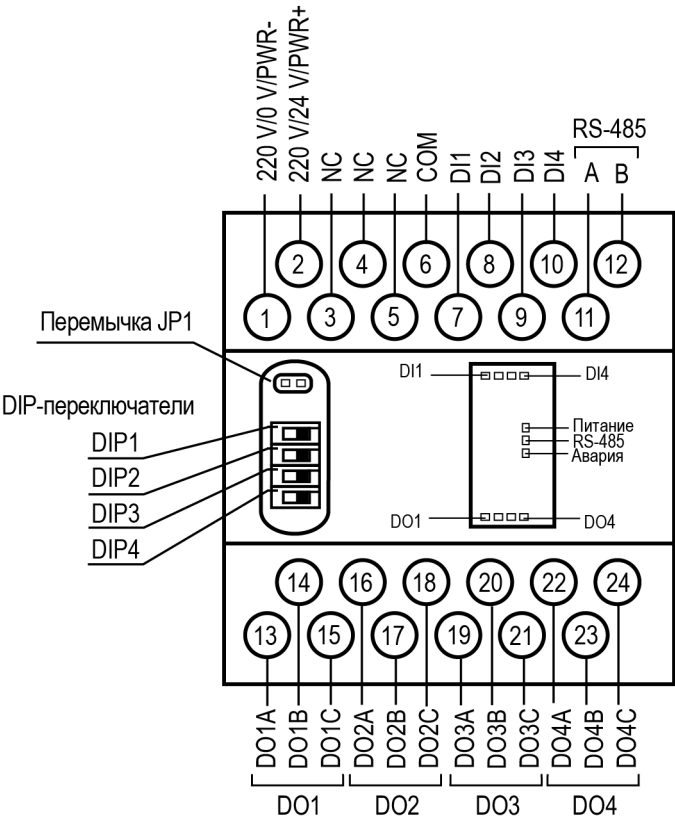 220 V/0 V/PWR-
220 V/24 V/PWR+
NC
NC
NC
COM
DI1
DI2
DI3
DI4
RS-485
A
B
2
4
6
8
10
12
1
3
5
7
9
11
Перемычка JP1
DIP-переключатели
DIP1
DIP2
DIP3
DIP4
DI1
DI4
Питание
RS-485
Авария
DO1
DO4
14
16
18
20
22
24
13
15
17
19
21
23
DO1A
DO1B
DO1C
DO2A
DO2B
DO2C
DO3A
DO3B
DO3C
DO4A
DO4B
DO4C
DO1
DO2
DO3
DO4